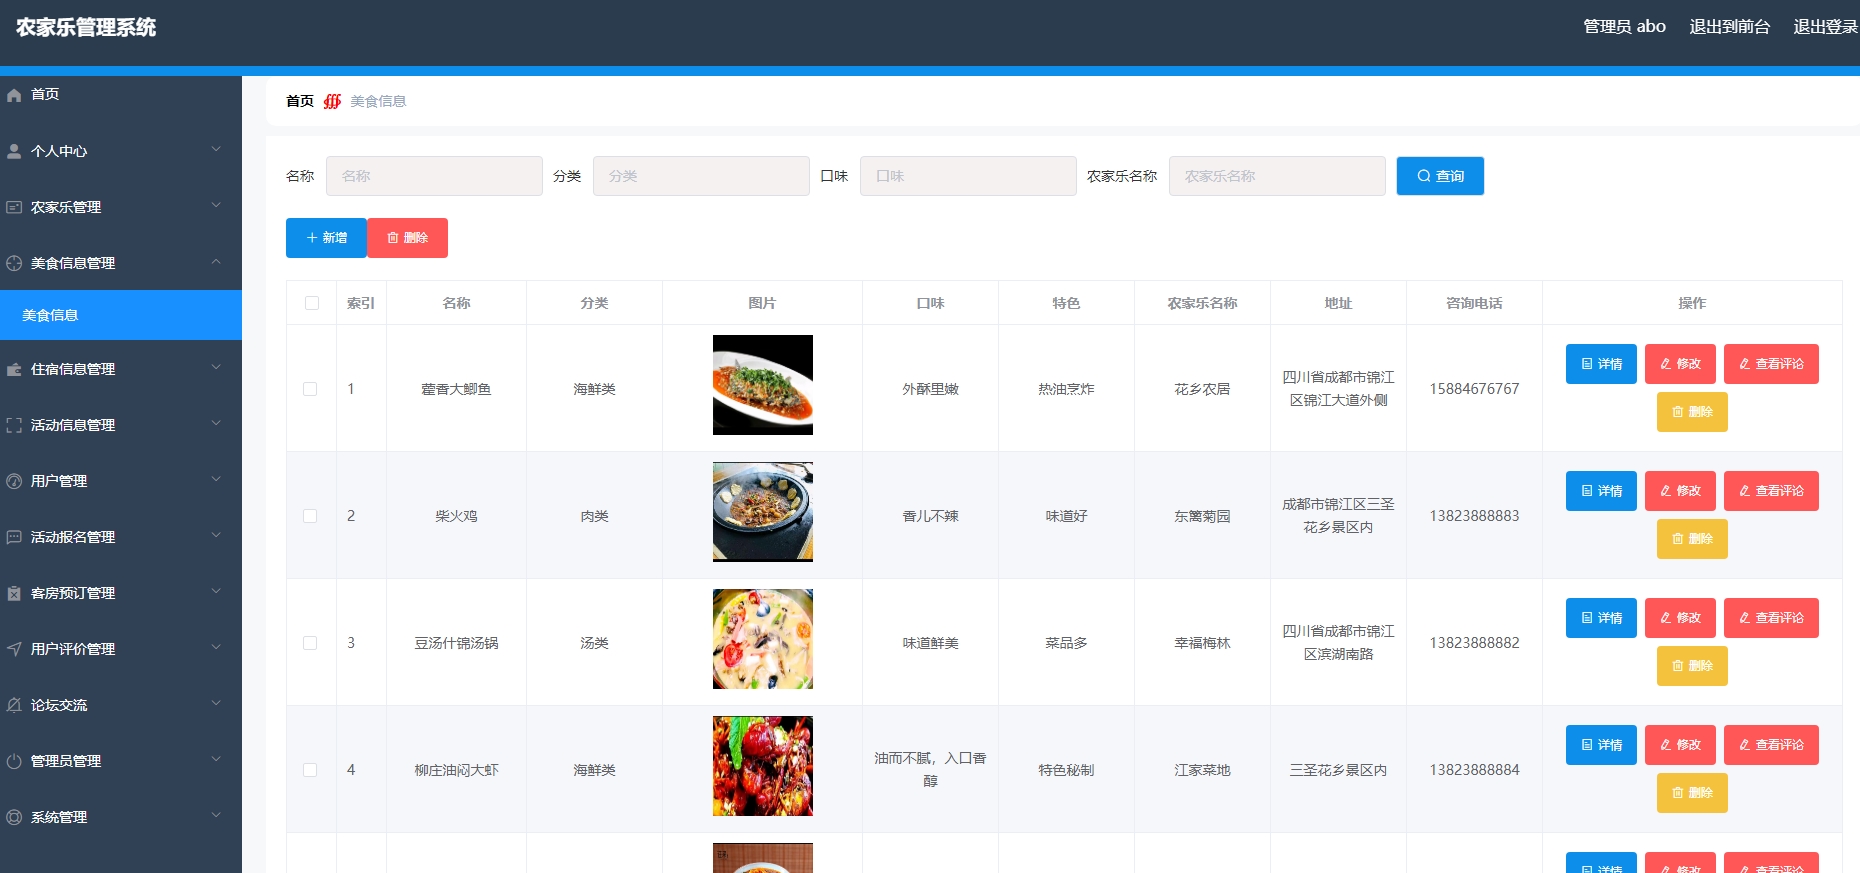 农家乐管理系统
管理员 abo 退出到前台 退出登录
首页
个人中心
农家乐管理
美食信息管理
美食信息
住宿信息管理
活动信息管理
用户管理
活动报名管理
客房预订管理
用户评价管理
论坛交流
管理员管理
系统管理
首页 美食信息
名称 名称 分类 分类 口味 口味 农家乐名称 农家乐名称 查询
新增 删除
索引 名称 分类 图片 口味 特色 农家乐名称 地址 咨询电话 操作
1 藿香大鲫鱼 海鲜类 外酥里嫩 热油烹炸 花乡农居 四川省成都市锦江
区锦江大道外侧 15884676767 详情 修改 查看评论
删除
2 柴火鸡 肉类 香儿不辣 味道好 东篱菊园 成都市锦江区三圣
花乡景区内 13823888883 详情 修改 查看评论
删除
3 豆汤什锦汤锅 汤类 味道鲜美 菜品多 幸福梅林 四川省成都市锦江
区滨湖南路 13823888882 详情 修改 查看评论
删除
4 柳庄油闷大虾 海鲜类 油而不腻，入口香
醇 特色秘制 江家菜地 三圣花乡景区内 13823888884 详情 修改 查看评论
删除
详情 修改 查看评论